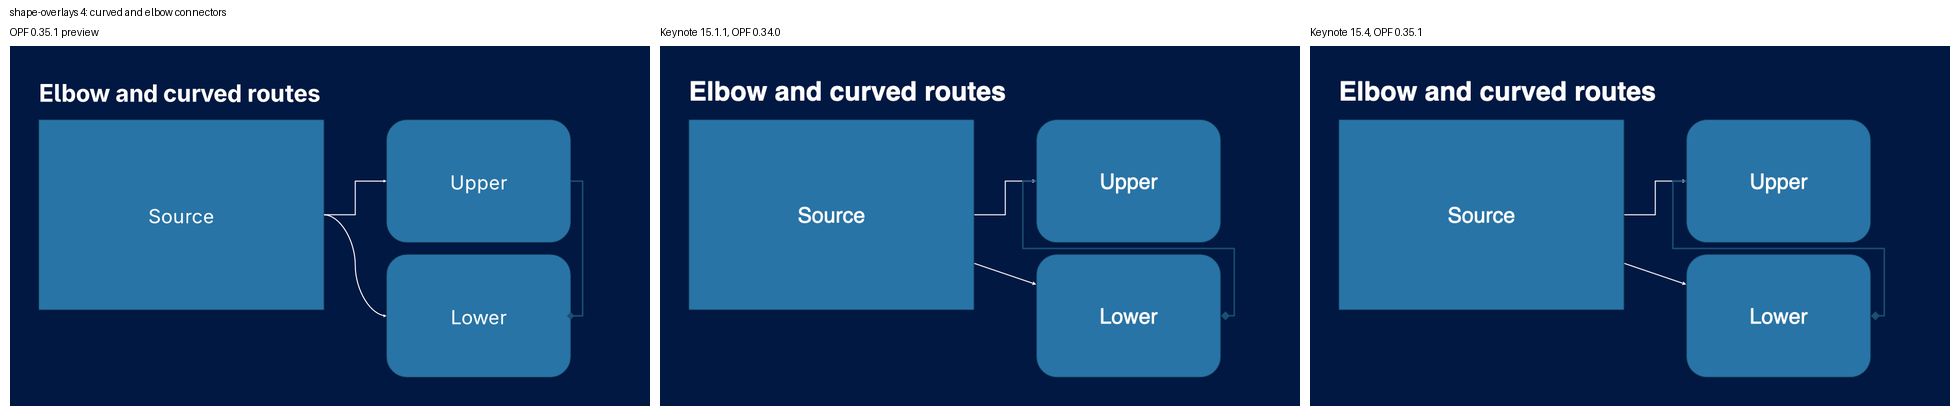 shape-overlays 4: curved and elbow connectors
OPF 0.35.1 preview
Elbow and curved routes
Source
Upper
Lower
Keynote 15.1.1, OPF 0.34.0
Elbow and curved routes
Source
Upper
Lower
Keynote 15.4, OPF 0.35.1
Elbow and curved routes
Source
Upper
Lower